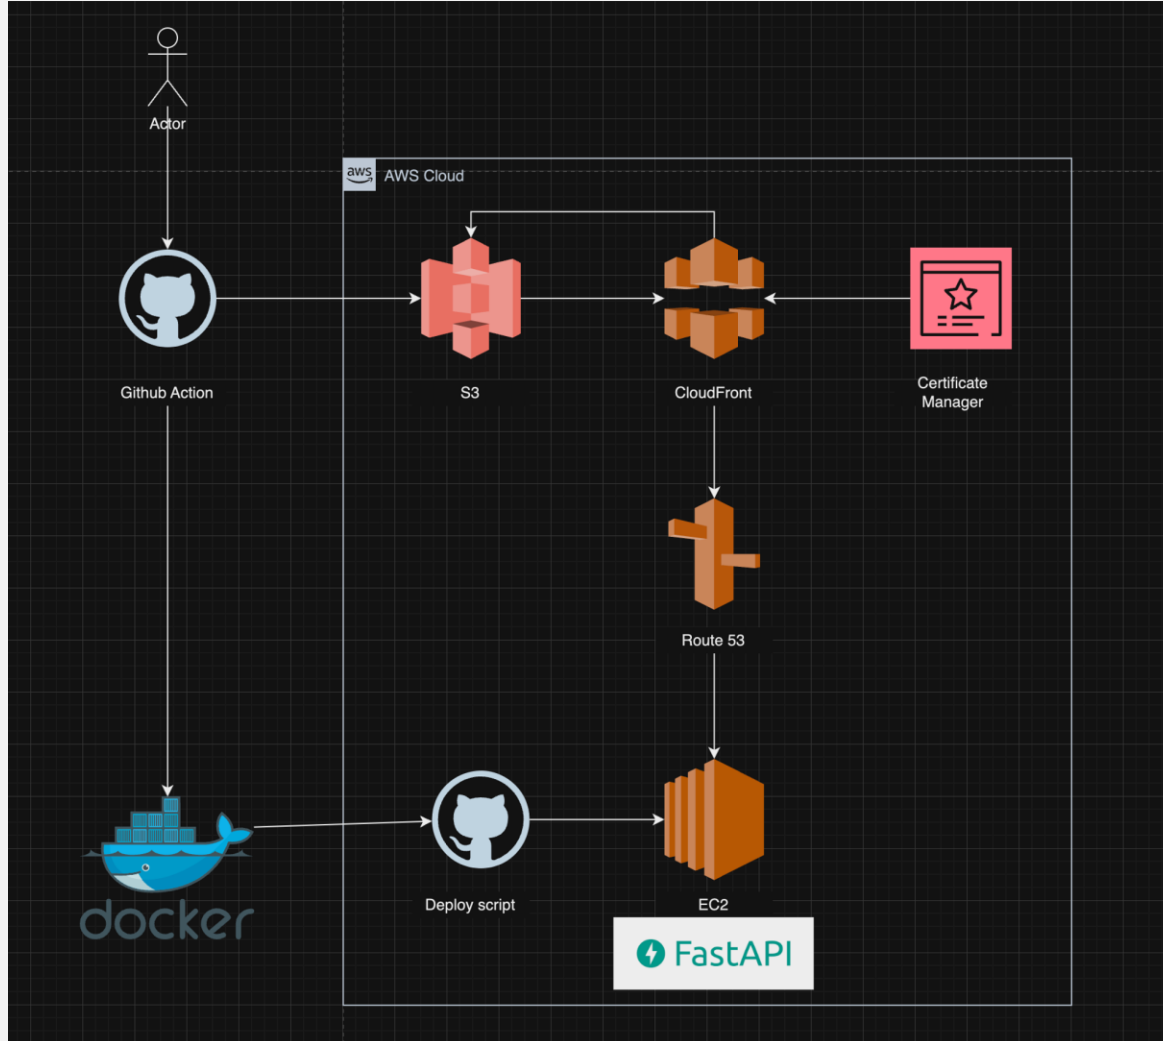 Actor
aws
AWS Cloud
Github Action
S3
CloudFront
Certificate
Manager
Route 53
docker
Deploy script
EC2
FastAPI